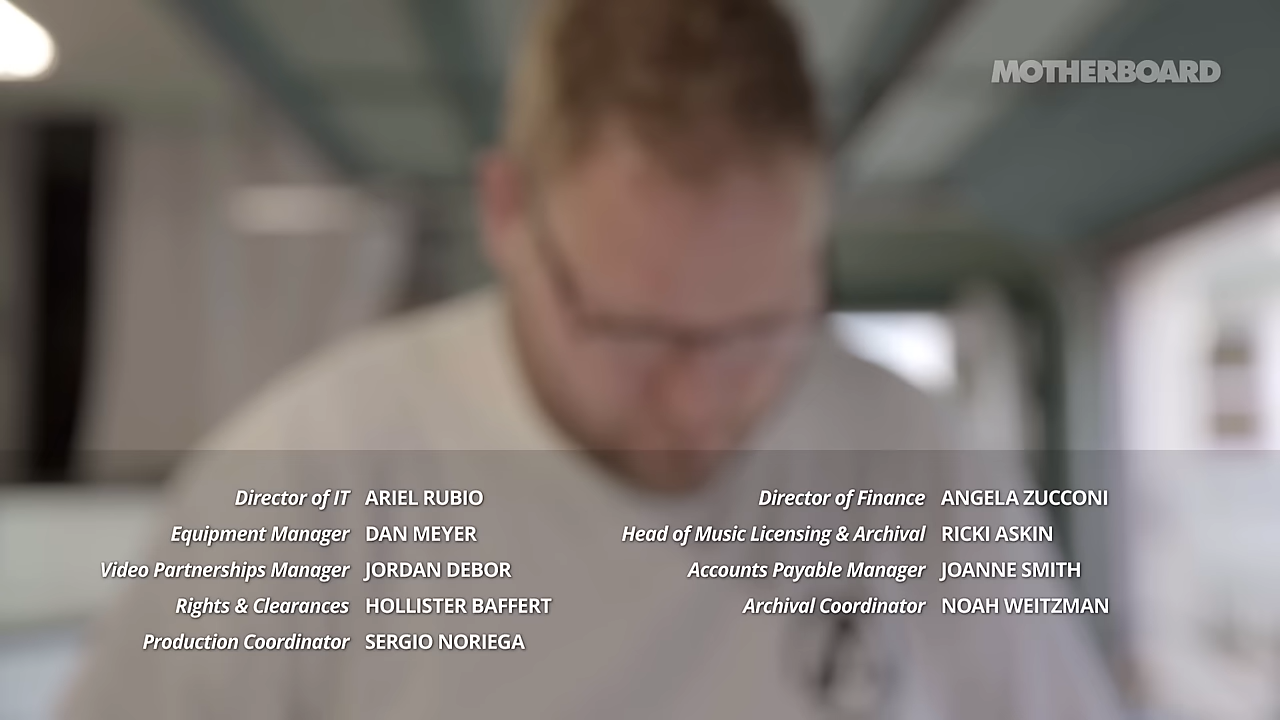 MOTHERBOARD
Director of IT ARIEL RUBIO
Equipment Manager DAN MEYER
Video Partnerships Manager JORDAN DEBOR
Rights & Clearances HOLLISTER BAFFERT
Production Coordinator SERGIO NORIEGA
Director of Finance ANGELA ZUCCONI
Head of Music Licensing & Archival RICKI ASKIN
Accounts Payable Manager JOANNE SMITH
Archival Coordinator NOAH WEITZMAN